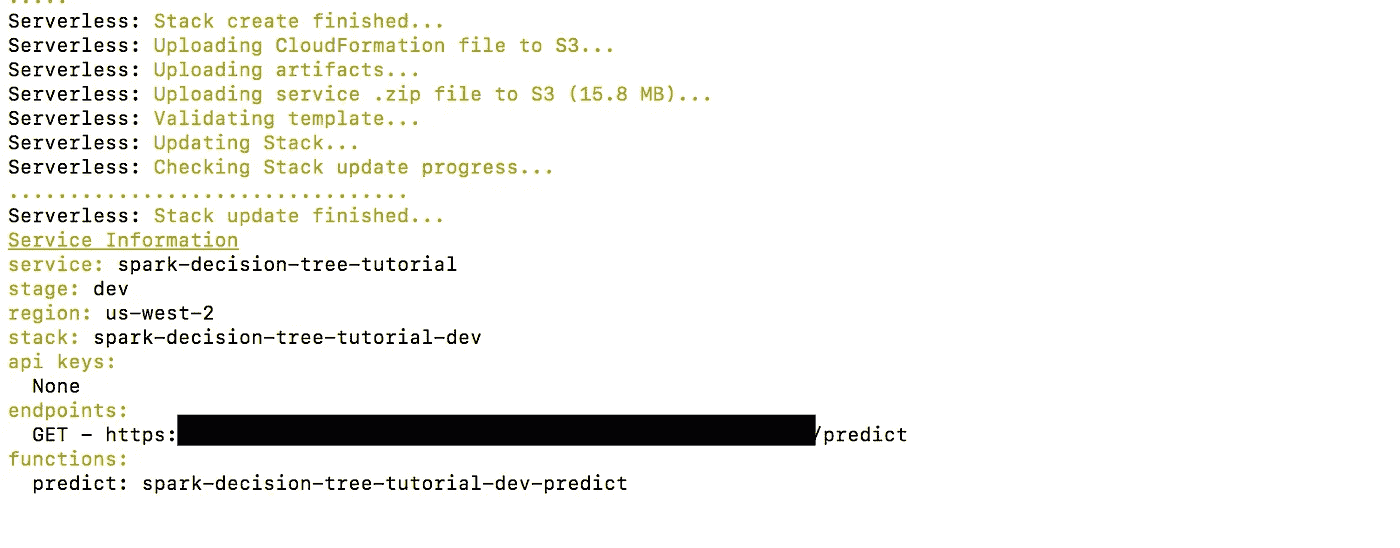 .....
Serverless: Stack create finished...
Serverless: Uploading CloudFormation file to S3...
Serverless: Uploading artifacts...
Serverless: Uploading service .zip file to S3 (15.8 MB)...
Serverless: Validating template...
Serverless: Updating Stack...
Serverless: Checking Stack update progress...
.................................
Serverless: Stack update finished...
Service Information
service: spark-decision-tree-tutorial
stage: dev
region: us-west-2
stack: spark-decision-tree-tutorial-dev
api keys:
  None
endpoints:
  GET - https: /predict
functions:
  predict: spark-decision-tree-tutorial-dev-predict